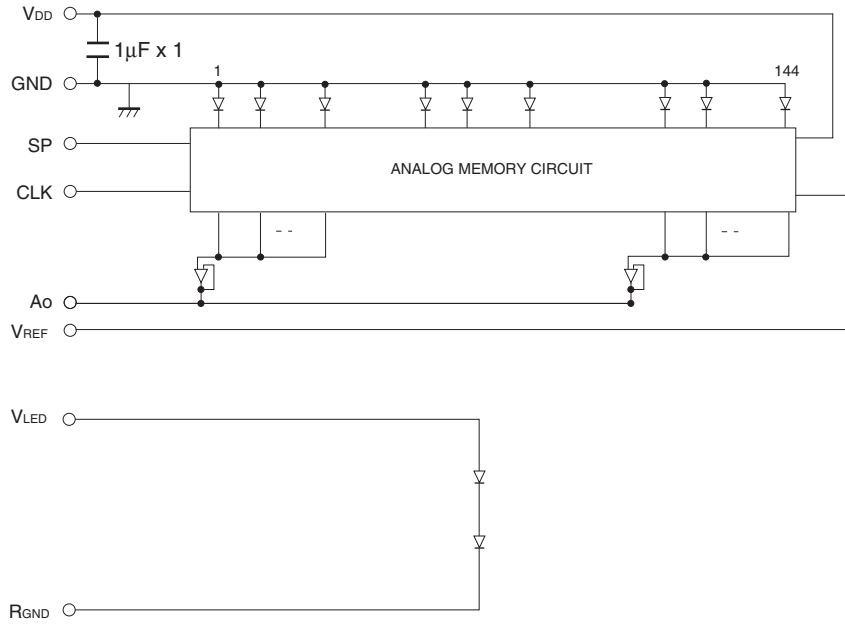 VDD
1μF x 1
GND
1
144
SP
ANALOG MEMORY CIRCUIT
CLK
- -
- -
Ao
VREF
VLED
RGND